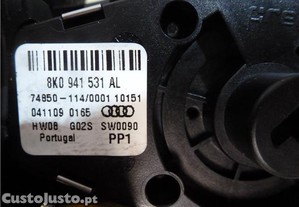 8K0 941 531 AL
74850-114/0001 10151
041109 0165
HW08 G02S SW0090
Portugal PP1
CustoJusto.pt